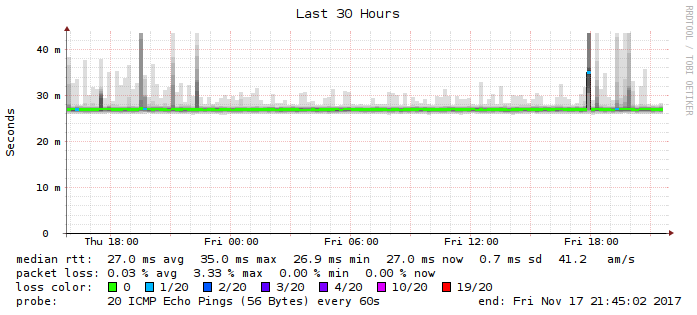 Last 30 Hours
RRDTOOL / TOBI OETIKER
Seconds
40 m
30 m
20 m
10 m
0
Thu 18:00 Fri 00:00 Fri 06:00 Fri 12:00 Fri 18:00
median rtt: 27.0 ms avg 35.0 ms max 26.9 ms min 27.0 ms now 0.7 ms sd 41.2 am/s
packet loss: 0.03 % avg 3.33 % max 0.00 % min 0.00 % now
loss color: 0 1/20 2/20 3/20 4/20 10/20 19/20
probe: 20 ICMP Echo Pings (56 Bytes) every 60s end: Fri Nov 17 21:45:02 2017